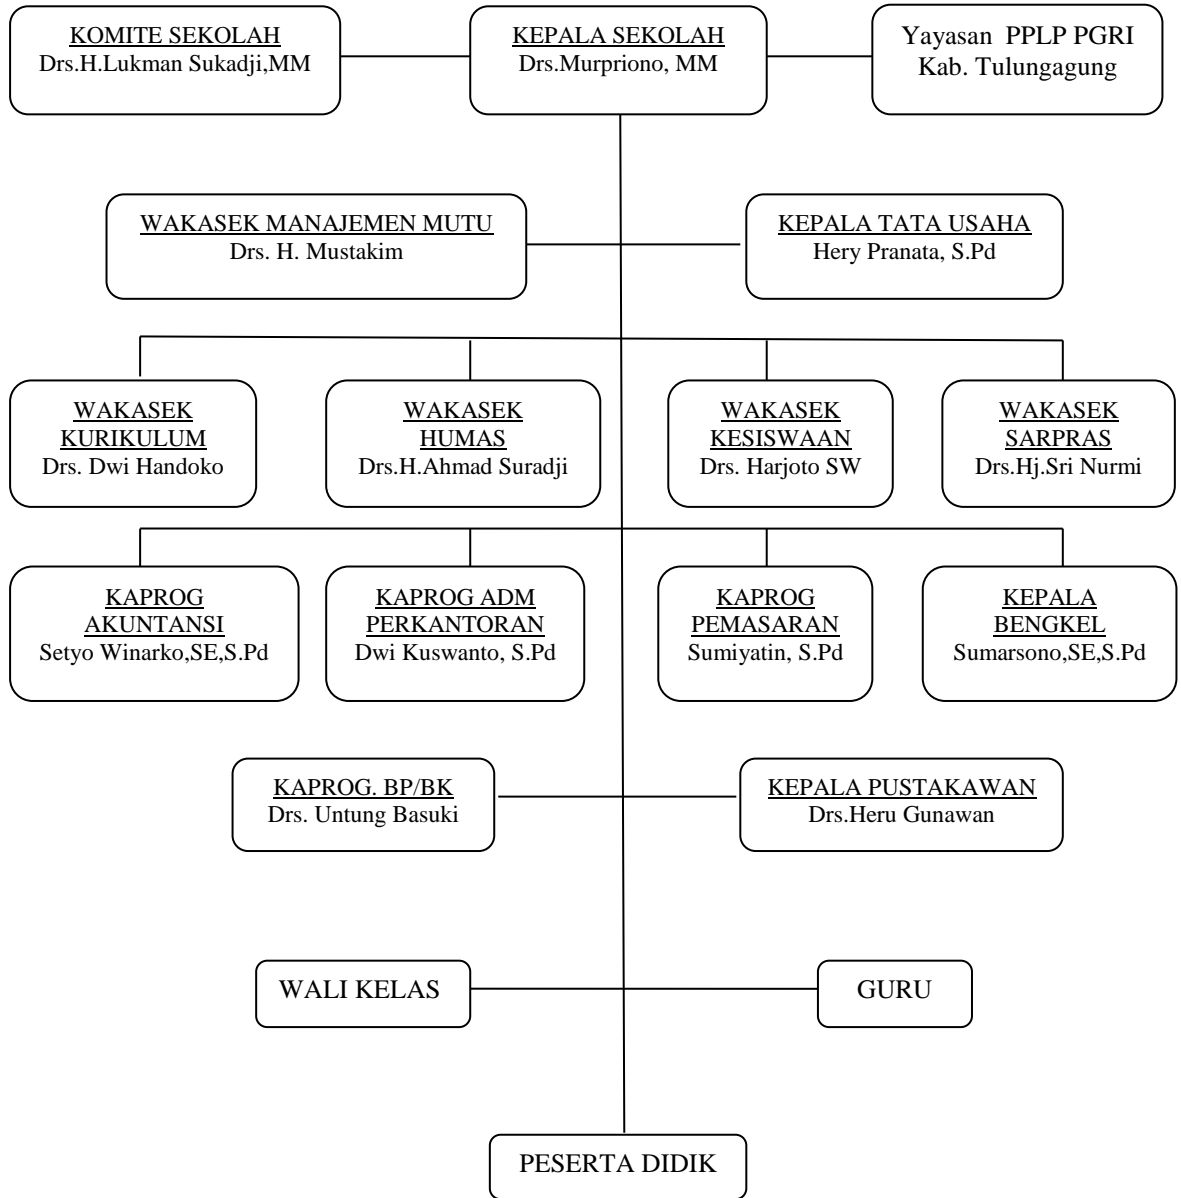 KOMITE SEKOLAH
Drs.H.Lukman Sukadji,MM
KEPALA SEKOLAH
Drs.Murpriono, MM
Yayasan PPLP PGRI
Kab. Tulungagung
WAKASEK MANAJEMEN MUTU
Drs. H. Mustakim
KEPALA TATA USAHA
Hery Pranata, S.Pd
WAKASEK
KURIKULUM
Drs. Dwi Handoko
WAKASEK
HUMAS
Drs.H.Ahmad Suradji
WAKASEK
KESISWAAN
Drs. Harjoto SW
WAKASEK
SARPRAS
Drs.Hj.Sri Nurmi
KAPROG
AKUNTANSI
Setyo Winarko,SE,S.Pd
KAPROG ADM
PERKANTORAN
Dwi Kuswanto, S.Pd
KAPROG
PEMASARAN
Sumiyatin, S.Pd
KEPALA
BENGKEL
Sumarsono,SE,S.Pd
KAPROG. BP/BK
Drs. Untung Basuki
KEPALA PUSTAKAWAN
Drs.Heru Gunawan
WALI KELAS
GURU
PESERTA DIDIK